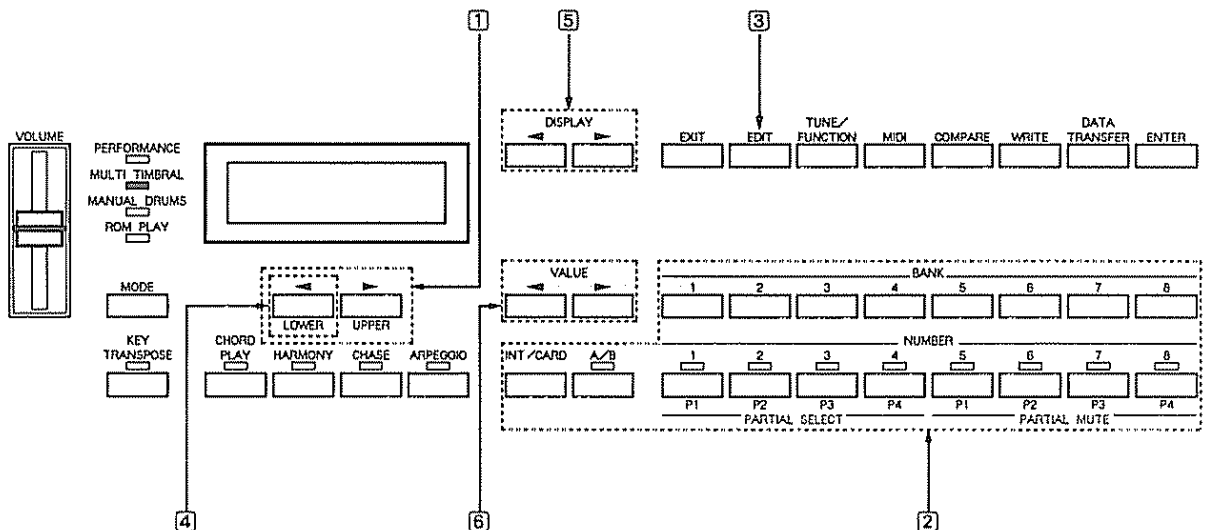 1 5 3
DISPLAY
VOLUME
PERFORMANCE
MULTI TIMBRAL
MANUAL DRUMS
ROM PLAY
EXIT EDIT TUNE/FUNCTION MIDI COMPARE WRITE DATA TRANSFER ENTER
MODE
LOWER UPPER
VALUE
BANK
1 2 3 4 5 6 7 8
KEY TRANSPOSE
CHORD PLAY HARMONY CHASE ARPEGGIO
INT/CARD A/B
NUMBER
1 2 3 4 5 6 7 8
P1 P2 P3 P4 P1 P2 P3 P4
PARTIAL SELECT PARTIAL MUTE
4 6 2